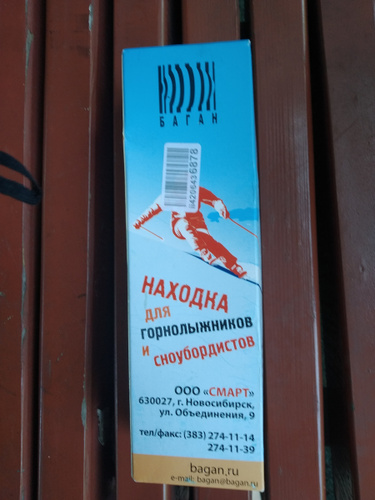 БАГАН
84206436878
НАХОДКА
для
горнолыжников
и
сноубордистов
ООО «СМАРТ»
630027, г. Новосибирск,
ул. Объединения, 9
тел/факс: (383) 274-11-14
274-11-39
bagan.ru
e-mail: bagan@bagan.ru